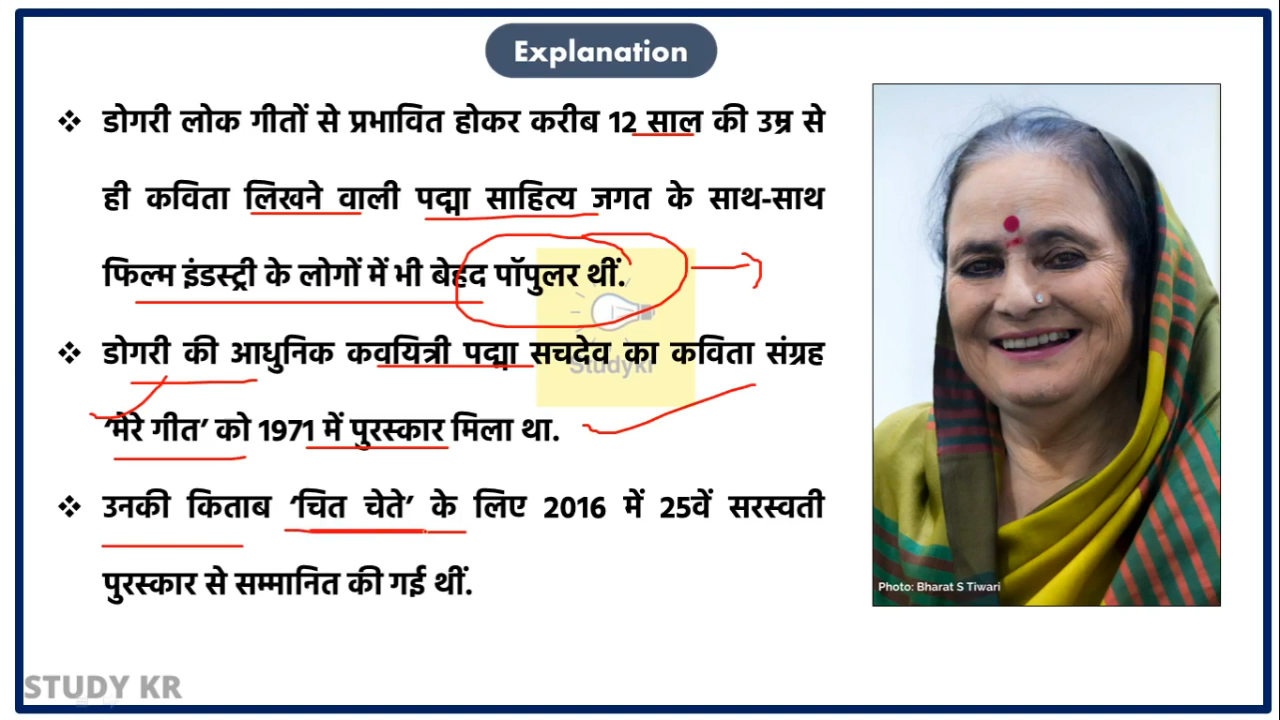 Explanation
❖ डोगरी लोक गीतों से प्रभावित होकर करीब 12 साल की उम्र से
ही कविता लिखने वाली पद्मा साहित्य जगत के साथ-साथ
फिल्म इंडस्ट्री के लोगों में भी बेहद पॉपुलर थीं.
❖ डोगरी की आधुनिक कवयित्री पद्मा सचदेव का कविता संग्रह
‘मेरे गीत’ को 1971 में पुरस्कार मिला था.
❖ उनकी किताब ‘चित चेते’ के लिए 2016 में 25वें सरस्वती
पुरस्कार से सम्मानित की गई थीं.
Studykr
Photo: Bharat S Tiwari
STUDY KR